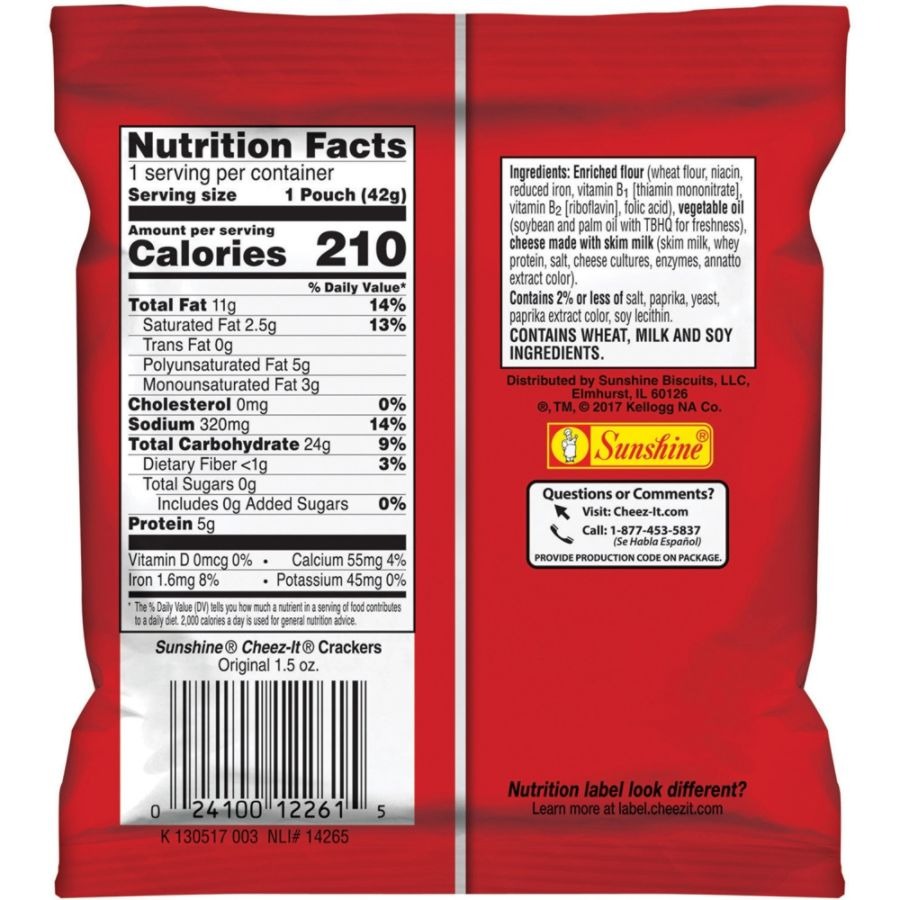 Nutrition Facts
1 serving per container
Serving size 1 Pouch (42g)
Amount per serving
Calories 210
% Daily Value*
Total Fat 11g 14%
Saturated Fat 2.5g 13%
Trans Fat 0g
Polyunsaturated Fat 5g
Monounsaturated Fat 3g
Cholesterol 0mg 0%
Sodium 320mg 14%
Total Carbohydrate 24g 9%
Dietary Fiber <1g 3%
Total Sugars 0g
Includes 0g Added Sugars 0%
Protein 5g
Vitamin D 0mcg 0% • Calcium 55mg 4%
Iron 1.6mg 8% • Potassium 45mg 0%
* The % Daily Value (DV) tells you how much a nutrient in a serving of food contributes
to a daily diet. 2,000 calories a day is used for general nutrition advice.
Sunshine® Cheez-It® Crackers
Original 1.5 oz.
0 24100 12261 5
K 130517 003 NLI# 14265
Ingredients: Enriched flour (wheat flour, niacin,
reduced iron, vitamin B1 [thiamin mononitrate],
vitamin B2 [riboflavin], folic acid), vegetable oil
(soybean and palm oil with TBHQ for freshness),
cheese made with skim milk (skim milk, whey
protein, salt, cheese cultures, enzymes, annatto
extract color).
Contains 2% or less of salt, paprika, yeast,
paprika extract color, soy lecithin.
CONTAINS WHEAT, MILK AND SOY
INGREDIENTS.
Distributed by Sunshine Biscuits, LLC,
Elmhurst, IL 60126
®, TM, © 2017 Kellogg NA Co.
Sunshine®
Questions or Comments?
Visit: Cheez-It.com
Call: 1-877-453-5837
(Se Habla Español)
PROVIDE PRODUCTION CODE ON PACKAGE.
Nutrition label look different?
Learn more at label.cheezit.com